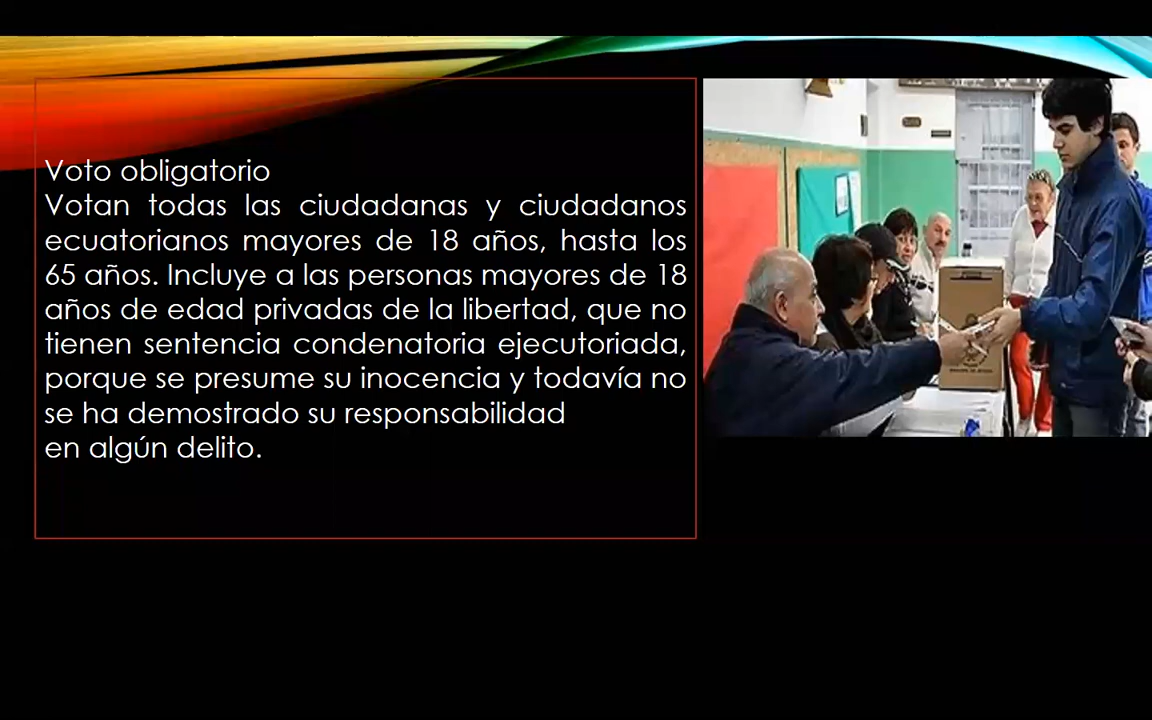 Voto obligatorio
Votan todas las ciudadanas y ciudadanos
ecuatorianos mayores de 18 años, hasta los
65 años. Incluye a las personas mayores de 18
años de edad privadas de la libertad, que no
tienen sentencia condenatoria ejecutoriada,
porque se presume su inocencia y todavía no
se ha demostrado su responsabilidad
en algún delito.